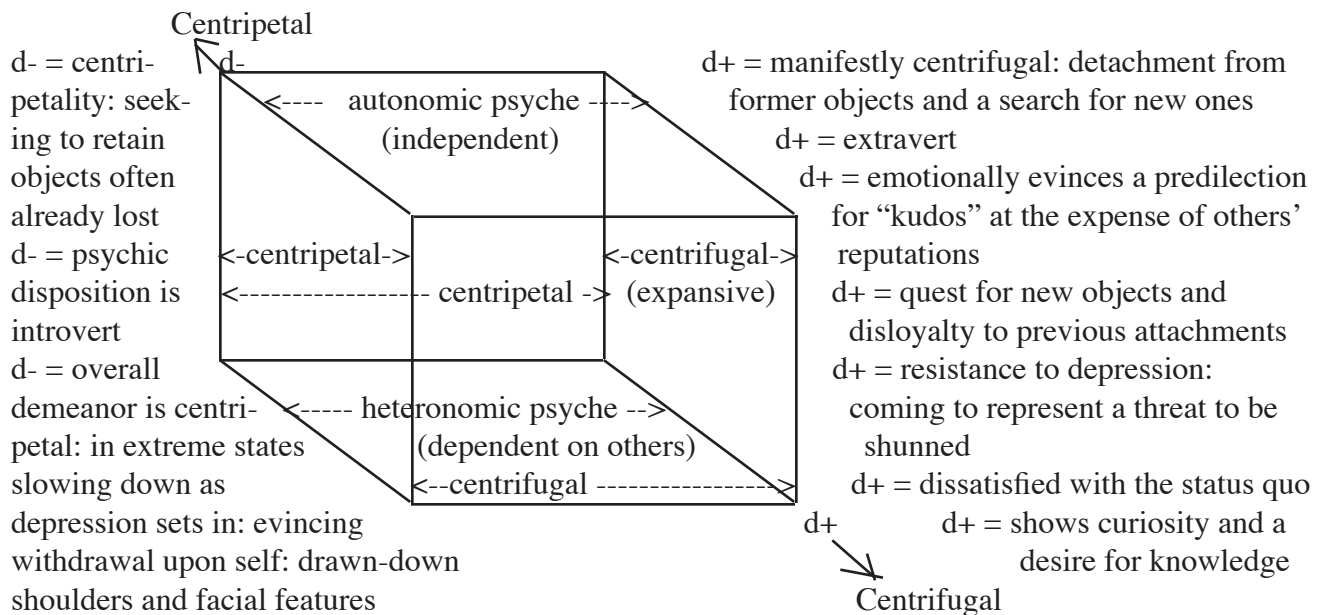 Centripetal
d- = centri-
petality: seek-
ing to retain
objects often
already lost
d- = psychic
disposition is
introvert
d- = overall
demeanor is centri-
petal: in extreme states
slowing down as
depression sets in: evincing
withdrawal upon self: drawn-down
shoulders and facial features
d-
<---- autonomic psyche ---->
(independent)
<-centripetal->
<-centrifugal->
<------------------ centripetal ->
(expansive)
<----- heteronomic psyche -->
(dependent on others)
<--centrifugal --------------->
d+ = manifestly centrifugal: detachment from
former objects and a search for new ones
d+ = extravert
d+ = emotionally evinces a predilection
for “kudos” at the expense of others’
reputations
d+ = quest for new objects and
disloyalty to previous attachments
d+ = resistance to depression:
coming to represent a threat to be
shunned
d+ = dissatisfied with the status quo
d+ = shows curiosity and a
desire for knowledge
d+
Centrifugal